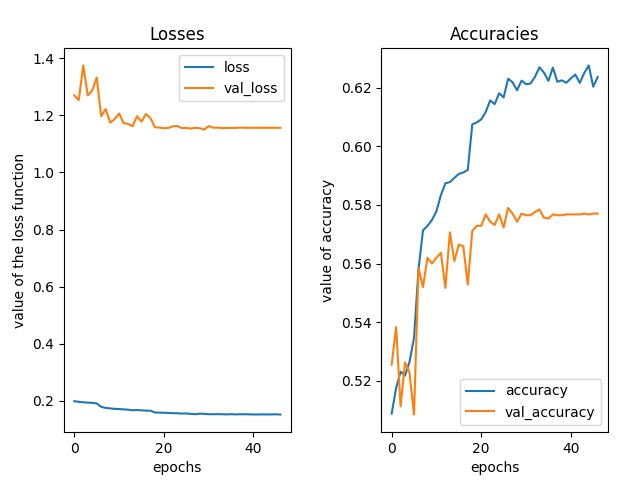 Losses
1.4
1.2
1.0
0.8
0.6
0.4
0.2
0
20
40
value of the loss function
epochs
loss
val_loss
Accuracies
0.62
0.60
0.58
0.56
0.54
0.52
0
20
40
value of accuracy
epochs
accuracy
val_accuracy